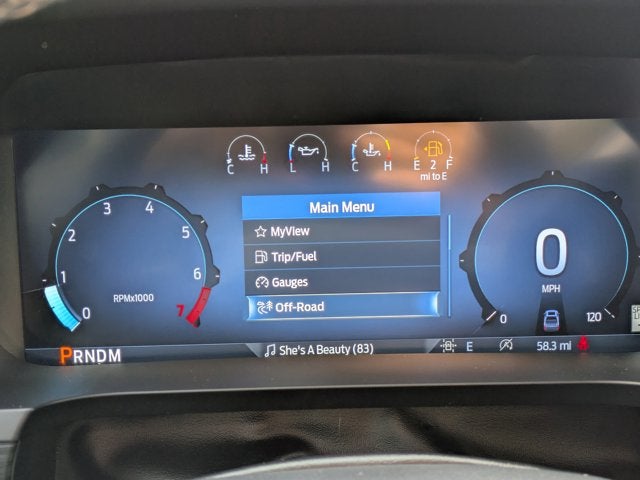 C H
L H
C H
E 2 F
mi to E
Main Menu
MyView
Trip/Fuel
Gauges
Off-Road
0 1 2 3 4 5 6 7
RPMx1000
0
MPH
0 120
PRNDM
She's A Beauty (83)
E
58.3 mi